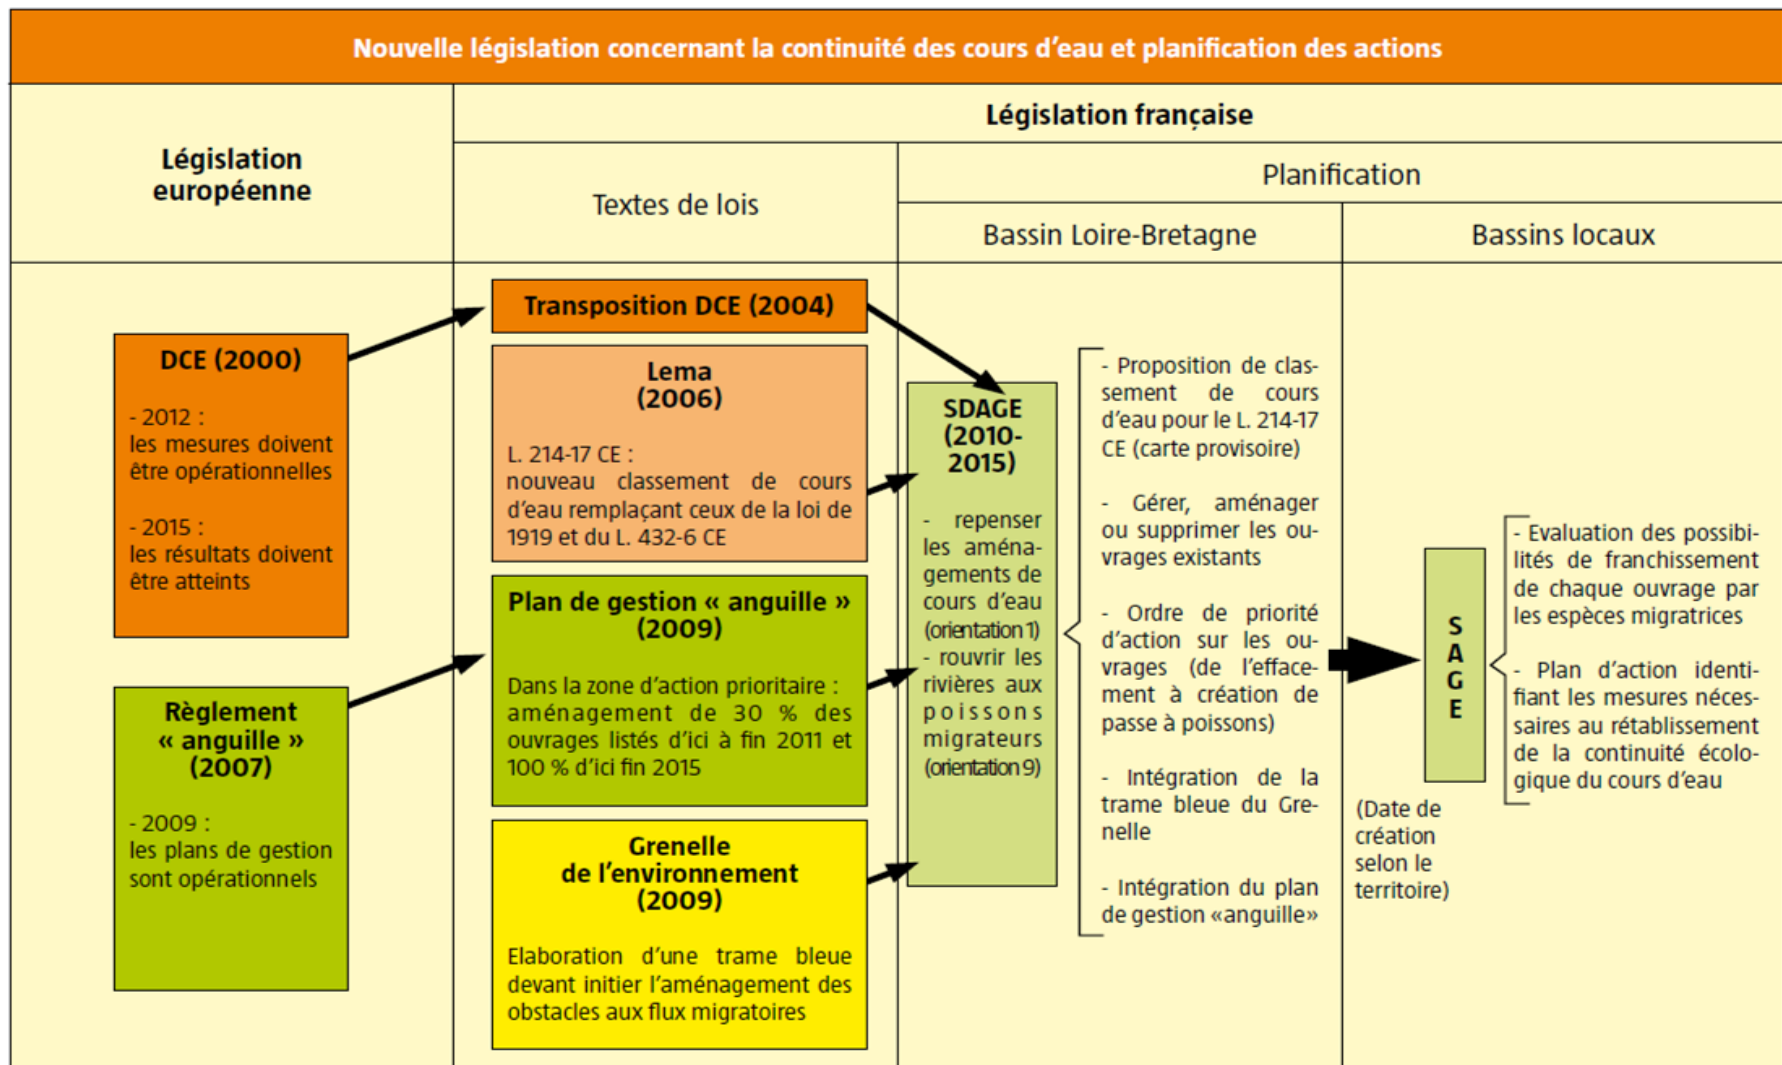 Nouvelle législation concernant la continuité des cours d'eau et planification des actions
Législation
européenne
Législation française
Textes de lois
Planification
Bassin Loire-Bretagne
Bassins locaux
DCE (2000)
- 2012 :
les mesures doivent
être opérationnelles
- 2015 :
les résultats doivent
être atteints
Règlement
« anguille »
(2007)
- 2009 :
les plans de gestion
sont opérationnels
Transposition DCE (2004)
Lema
(2006)
L. 214-17 CE :
nouveau classement de cours
d'eau remplaçant ceux de la loi de
1919 et du L. 432-6 CE
Plan de gestion « anguille »
(2009)
Dans la zone d'action prioritaire :
aménagement de 30 % des
ouvrages listés d'ici à fin 2011 et
100 % d'ici fin 2015
Grenelle
de l'environnement
(2009)
Elaboration d'une trame bleue
devant initier l'aménagement des
obstacles aux flux migratoires
SDAGE
(2010-
2015)
- repenser
les aména-
gements de
cours d'eau
(orientation 1)
- rouvrir les
rivières aux
poissons
migrateurs
(orientation 9)
- Proposition de clas-
sement de cours
d'eau pour le L. 214-17
CE (carte provisoire)
- Gérer, aménager
ou supprimer les ou-
vrages existants
- Ordre de priorité
d'action sur les ou-
vrages (de l'efface-
ment à création de
passe à poissons)
- Intégration de la
trame bleue du Gre-
nelle
- Intégration du plan
de gestion «anguille»
S
A
G
E
(Date de
création
selon le
territoire)
- Evaluation des possibi-
lités de franchissement
de chaque ouvrage par
les espèces migratrices
- Plan d'action identi-
fiant les mesures néces-
saires au rétablissement
de la continuité écolo-
gique du cours d'eau